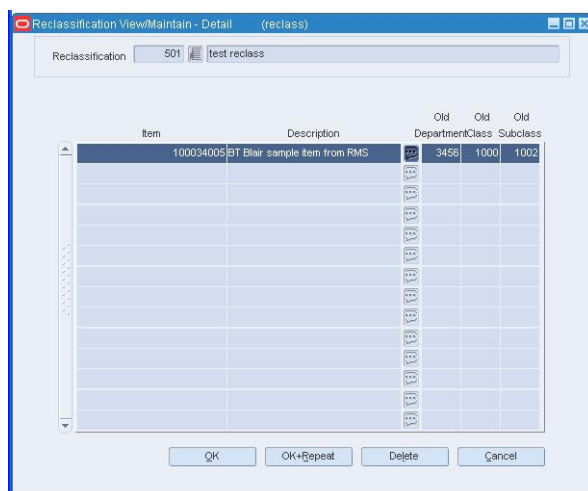 Reclassification View/Maintain - Detail (reclass)
Reclassification 501 test reclass
Old Old Old
Item Description Department Class Subclass
100034005 BT Blair sample item from RMS 3456 1000 1002
OK OK+Repeat Delete Cancel